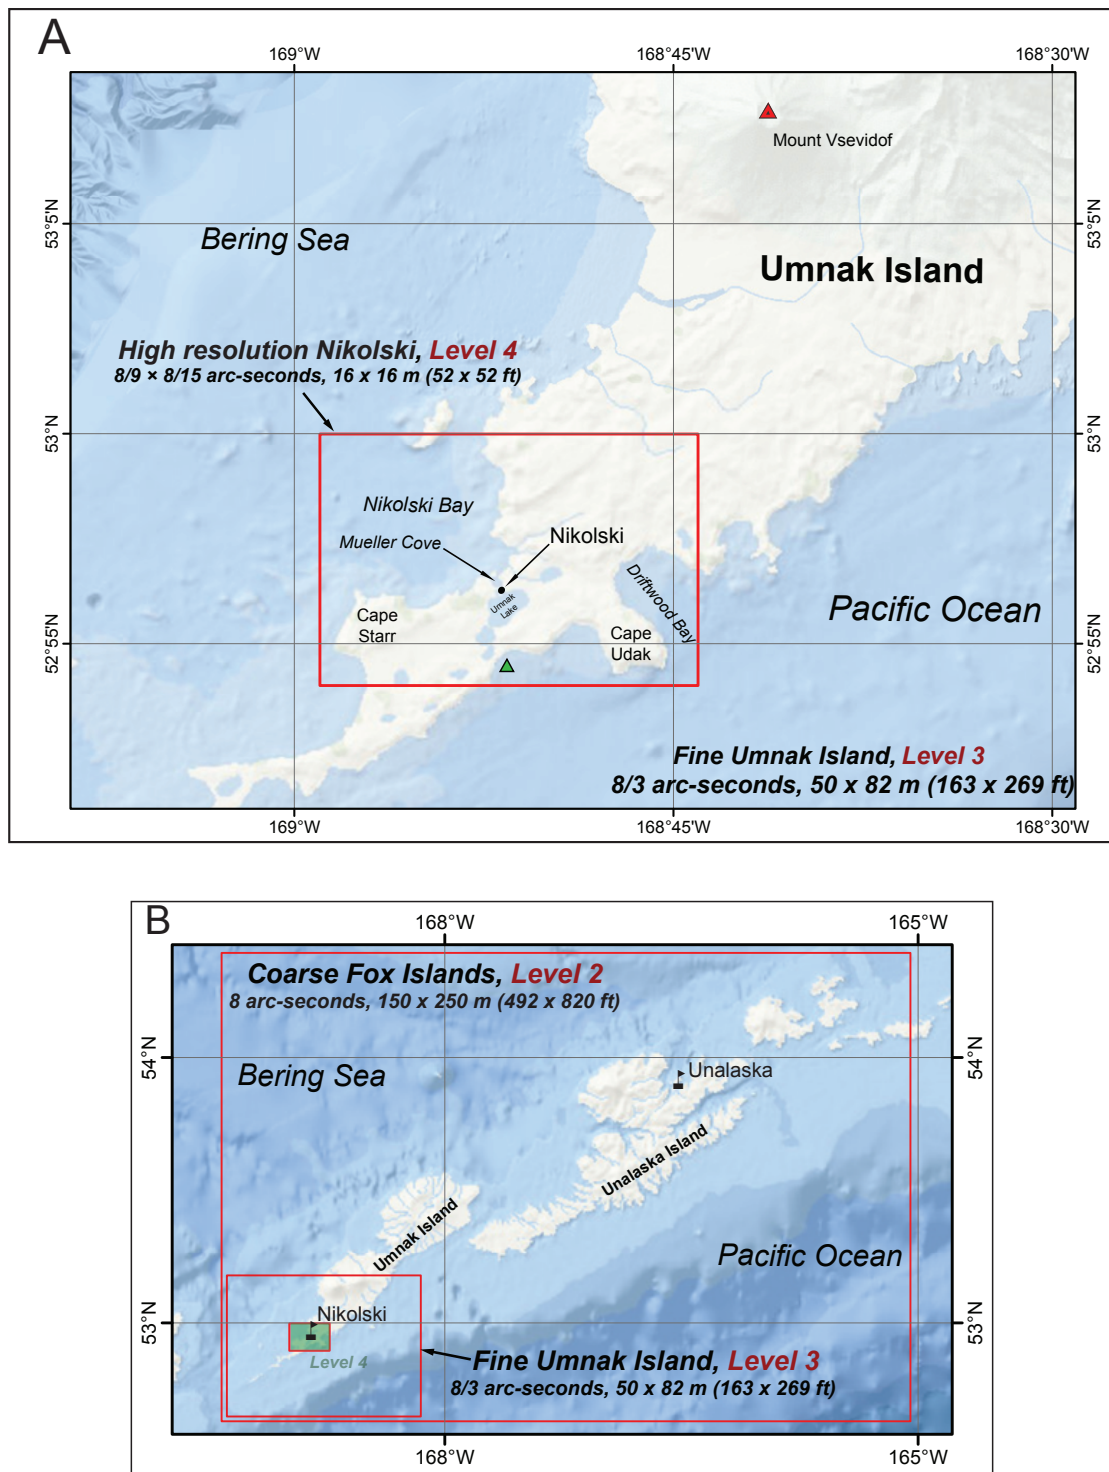 A
169°W
168°45'W
168°30'W
Mount Vsevidof
53°5'N
53°5'N
Bering Sea
Umnak Island
High resolution Nikolski, Level 4
8/9 × 8/15 arc-seconds, 16 x 16 m (52 x 52 ft)
53°N
53°N
Nikolski Bay
Nikolski
Mueller Cove
Driftwood Bay
Umnak
Lake
Cape
Starr
Pacific Ocean
Cape
Udak
52°55'N
52°55'N
Fine Umnak Island, Level 3
8/3 arc-seconds, 50 x 82 m (163 x 269 ft)
169°W
168°45'W
168°30'W
B
168°W
165°W
Coarse Fox Islands, Level 2
8 arc-seconds, 150 x 250 m (492 x 820 ft)
54°N
54°N
Bering Sea
Unalaska
Unalaska Island
Umnak Island
Pacific Ocean
Nikolski
53°N
53°N
Level 4
Fine Umnak Island, Level 3
8/3 arc-seconds, 50 x 82 m (163 x 269 ft)
168°W
165°W